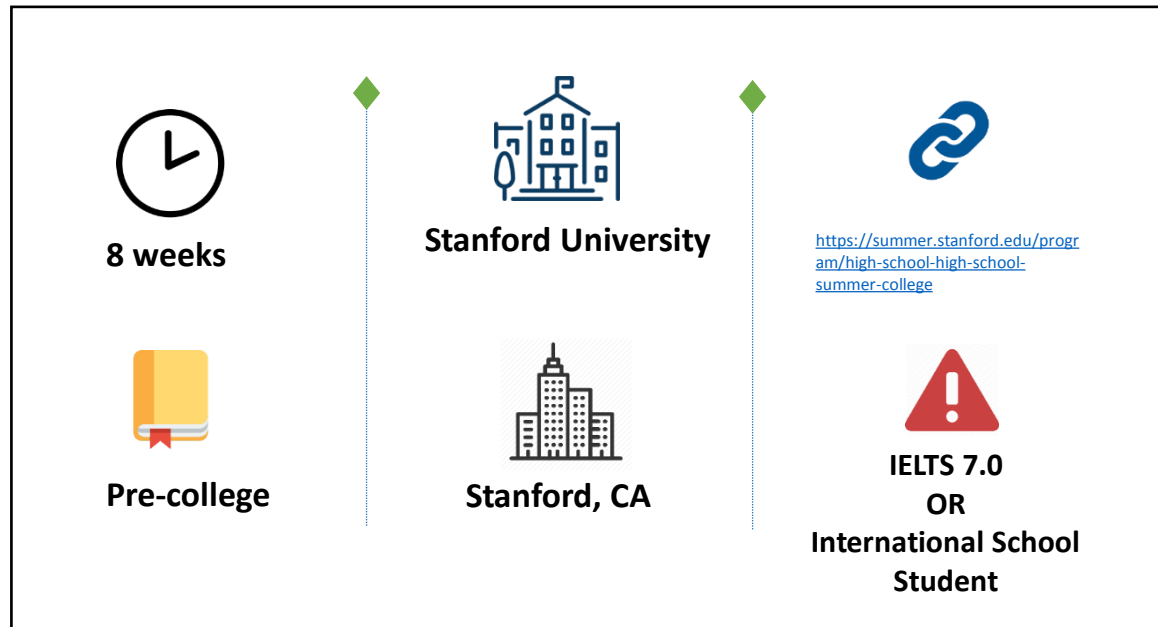 8 weeks
Stanford University
https://summer.stanford.edu/progr
am/high-school-high-school-
summer-college
Pre-college
Stanford, CA
IELTS 7.0
OR
International School
Student